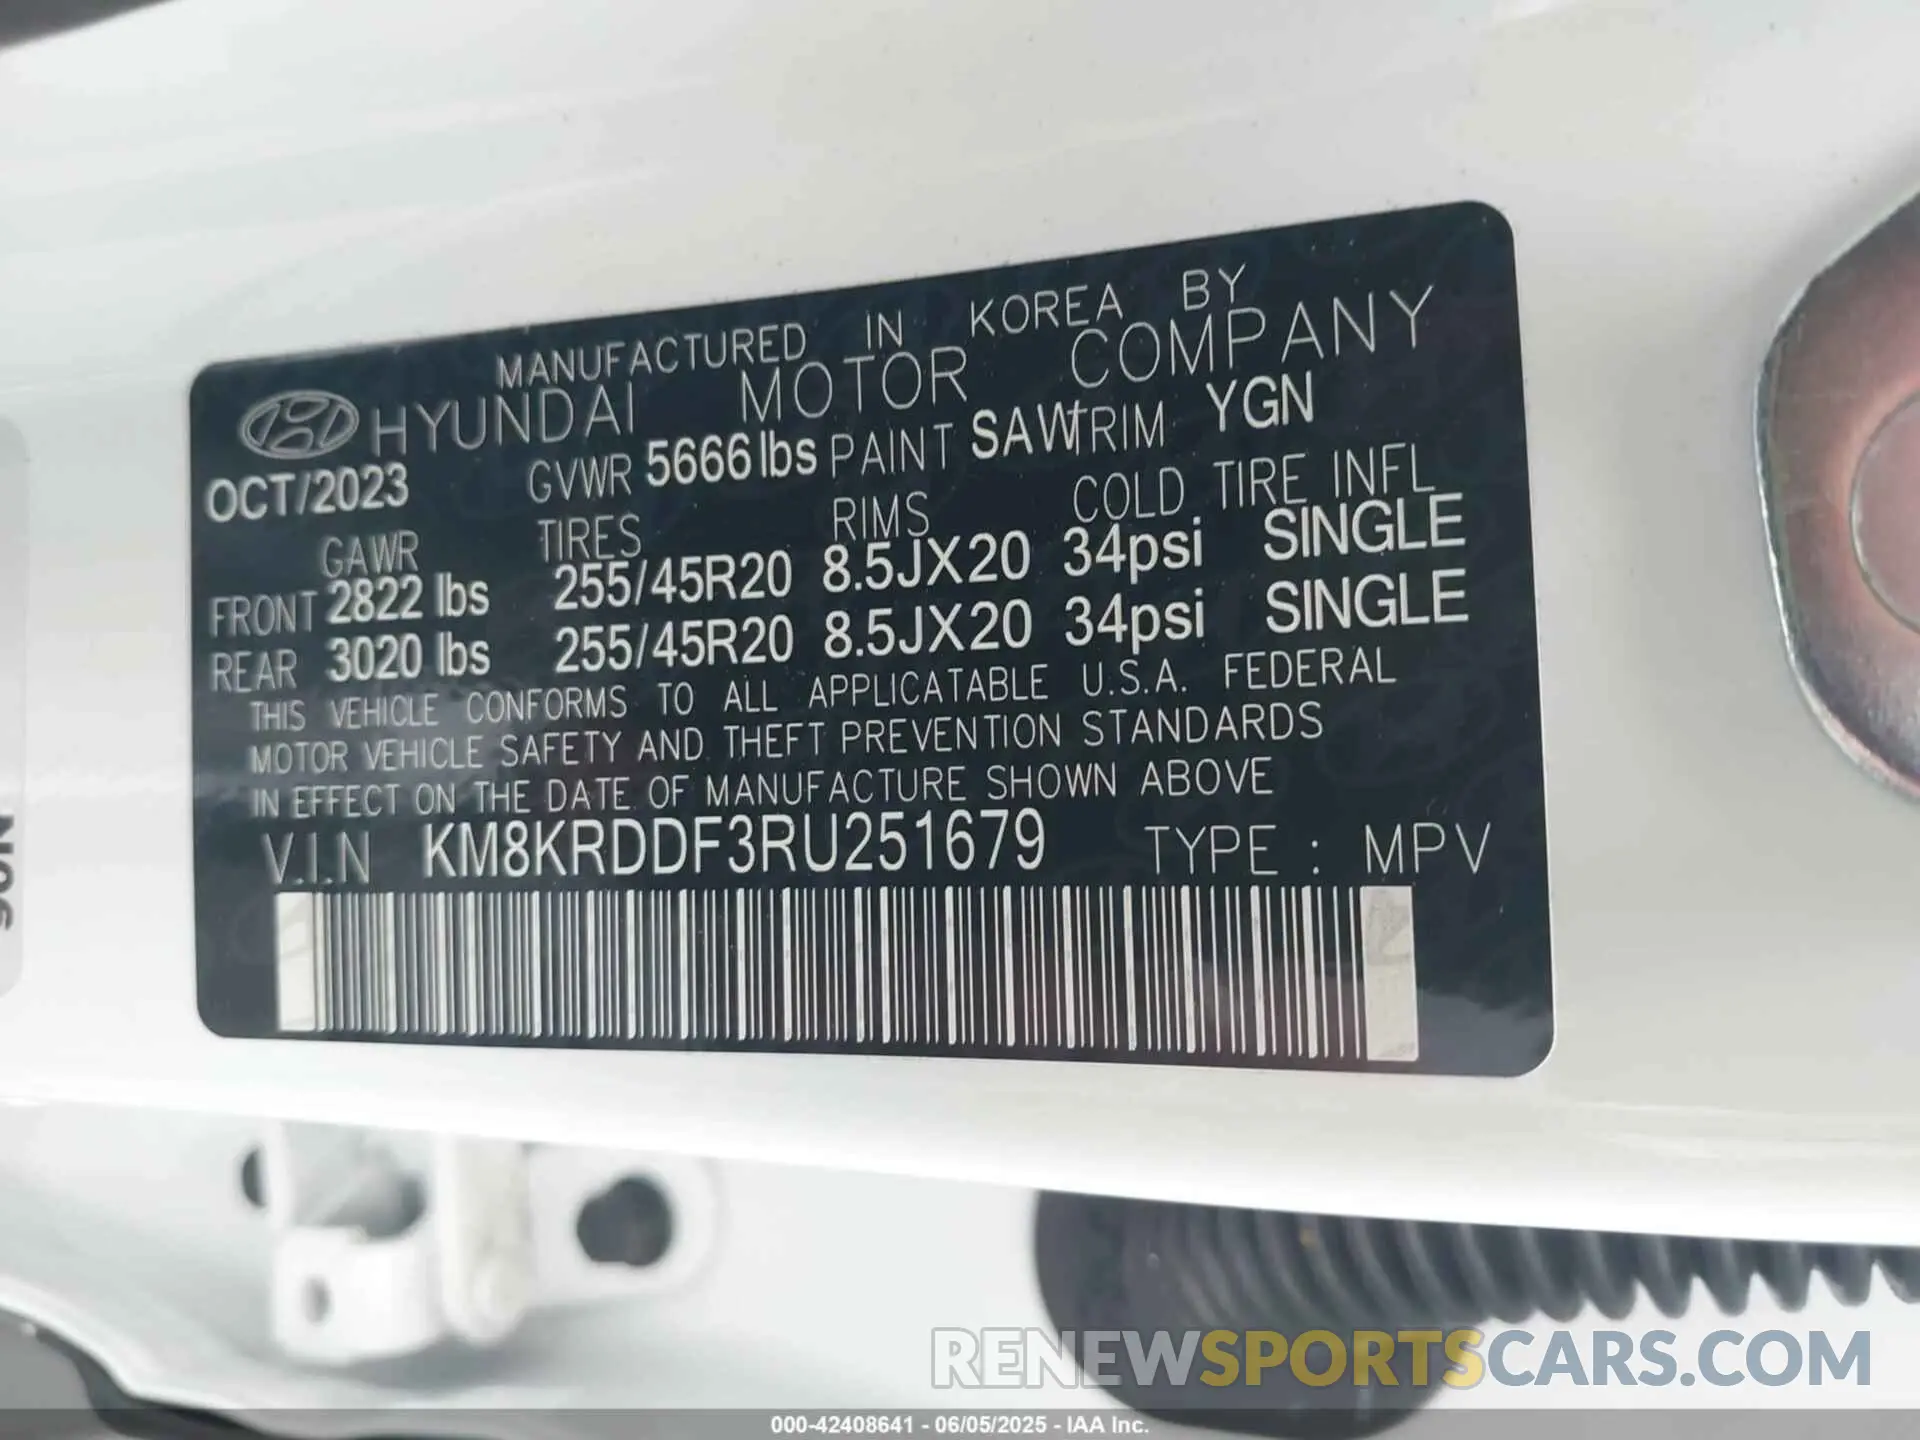 MANUFACTURED IN KOREA BY
HYUNDAI MOTOR COMPANY
OCT/2023 GVWR 5666lbs PAINT SAW TRIM YGN
GAWR TIRES RIMS COLD TIRE INFL
FRONT 2822 lbs 255/45R20 8.5JX20 34psi SINGLE
REAR 3020 lbs 255/45R20 8.5JX20 34psi SINGLE
THIS VEHICLE CONFORMS TO ALL APPLICATABLE U.S.A. FEDERAL
MOTOR VEHICLE SAFETY AND THEFT PREVENTION STANDARDS
IN EFFECT ON THE DATE OF MANUFACTURE SHOWN ABOVE
V.I.N KM8KRDDF3RU251679 TYPE : MPV
RENEWSPORTSCARS.COM
000-42408641 - 06/05/2025 - IAA Inc.